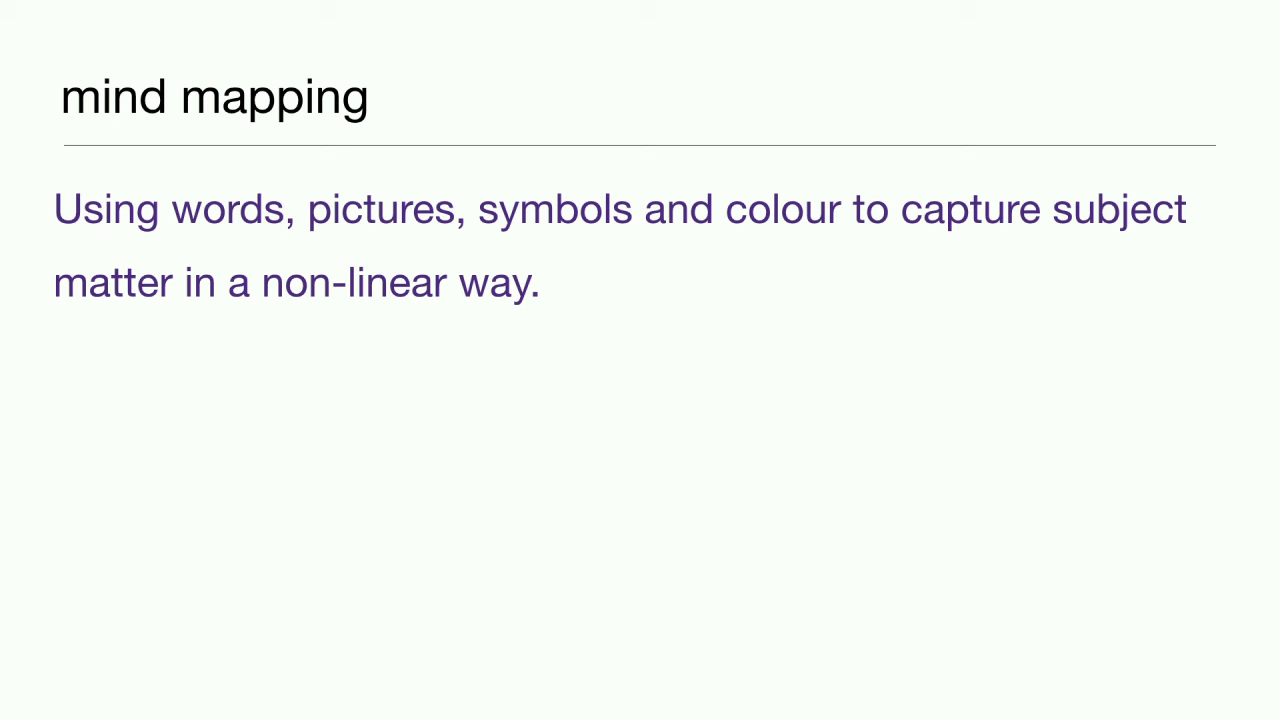 mind mapping
Using words, pictures, symbols and colour to capture subject
matter in a non-linear way.